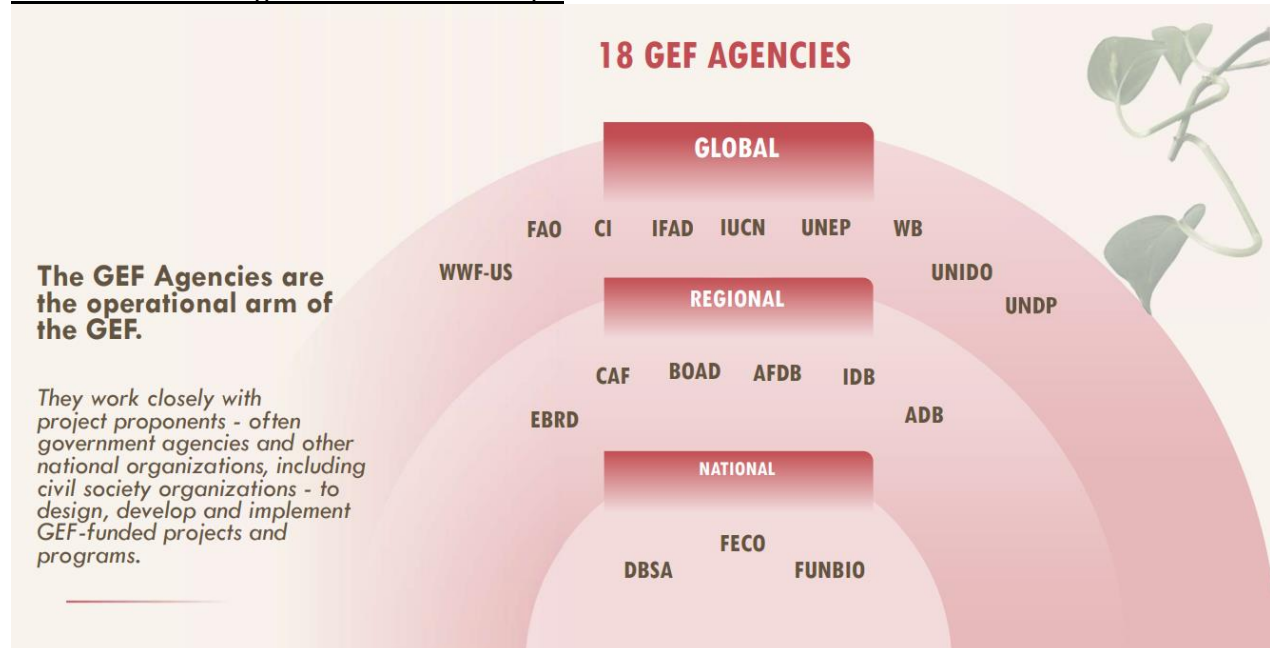 18 GEF AGENCIES
GLOBAL
FAO CI IFAD IUCN UNEP WB
WWF-US UNIDO
UNDP
The GEF Agencies are
the operational arm of
the GEF.
REGIONAL
CAF BOAD AFDB IDB
EBRD ADB
They work closely with
project proponents - often
government agencies and other
national organizations, including
civil society organizations - to
design, develop and implement
GEF-funded projects and
programs.
NATIONAL
FECO
DBSA FUNBIO